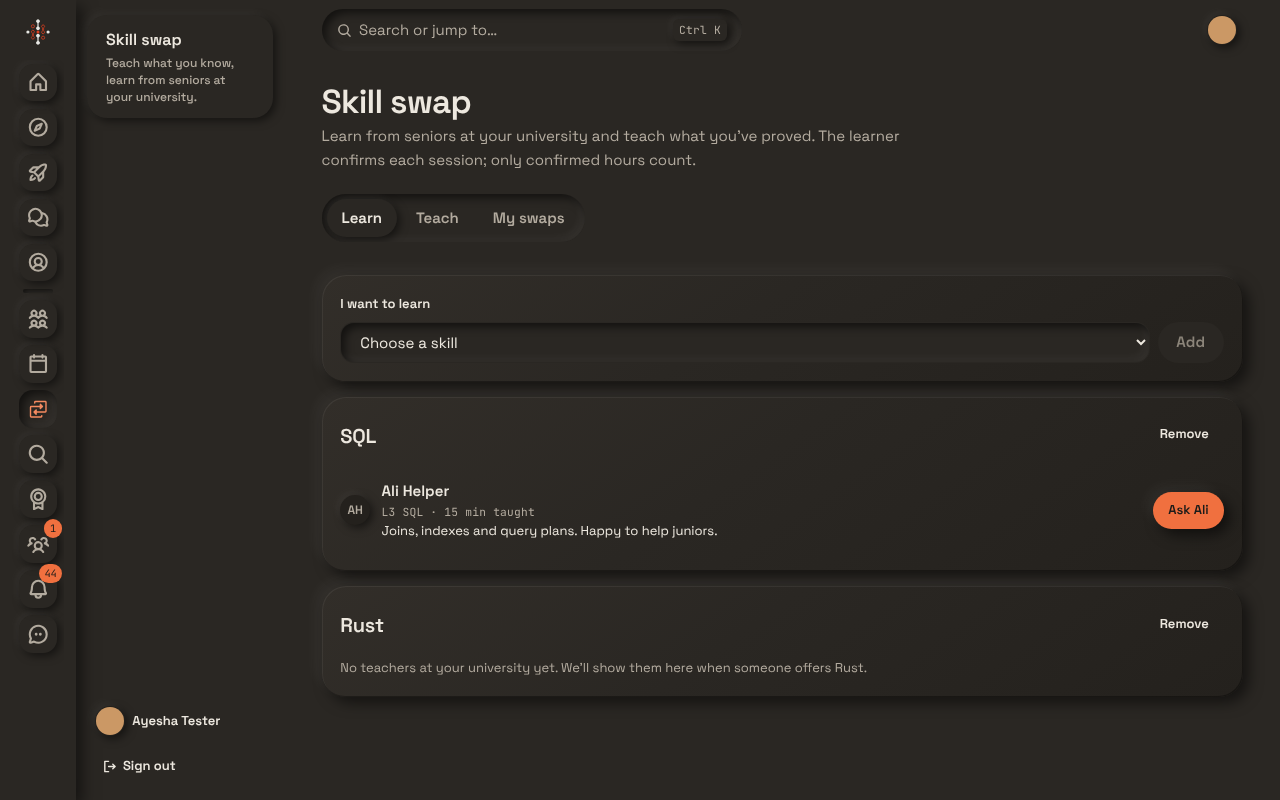 Skill swap
Teach what you know,
learn from seniors at
your university.
Search or jump to...
Ctrl K
Skill swap
Learn from seniors at your university and teach what you've proved. The learner
confirms each session; only confirmed hours count.
Learn
Teach
My swaps
I want to learn
Choose a skill
Add
SQL
Remove
AH
Ali Helper
L3 SQL · 15 min taught
Joins, indexes and query plans. Happy to help juniors.
Ask Ali
Rust
Remove
No teachers at your university yet. We'll show them here when someone offers Rust.
1
44
Ayesha Tester
Sign out